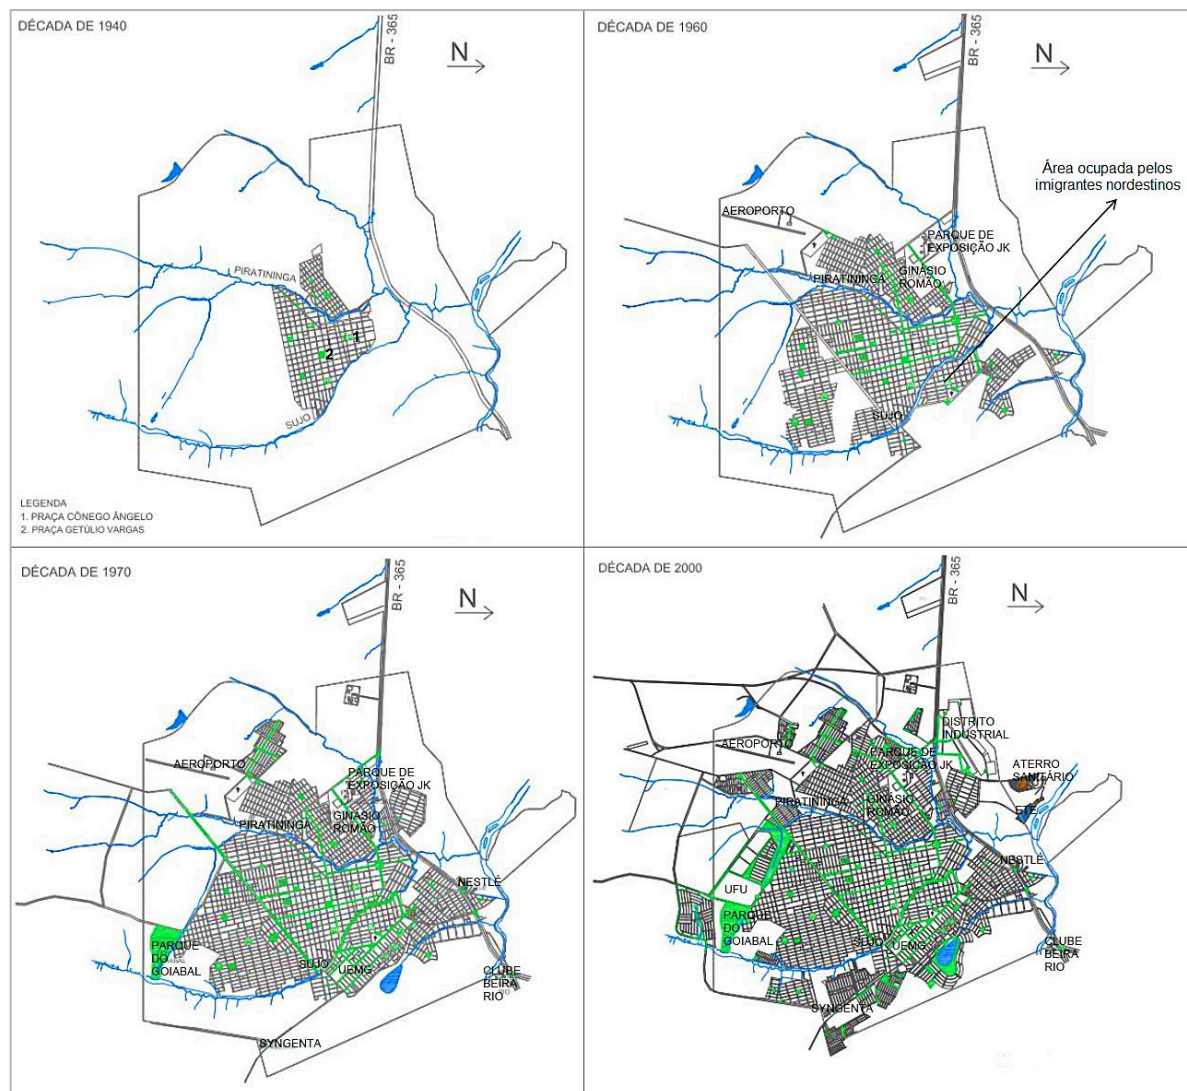 DÉCADA DE 1940
BR - 365
N
PIRATININGA
1
2
SUJO
LEGENDA
1. PRAÇA CÔNEGO ÂNGELO
2. PRAÇA GETÚLIO VARGAS
DÉCADA DE 1960
BR - 365
N
Área ocupada pelos
imigrantes nordestinos
AEROPORTO
PARQUE DE
EXPOSIÇÃO JK
PIRATININGA
GINÁSIO
ROMÃO
SUJO
DÉCADA DE 1970
BR - 365
N
AEROPORTO
PARQUE DE
EXPOSIÇÃO JK
PIRATININGA
GINÁSIO
ROMÃO
NESTLÉ
PARQUE
DO
GOIABAL
SUJO
UEMG
CLUBE
BEIRA
RIO
SYNGENTA
DÉCADA DE 2000
BR - 365
N
DISTRITO
INDUSTRIAL
AEROPORTO
PARQUE DE
EXPOSIÇÃO JK
ATERRO
SANITÁRIO
PIRATININGA
GINÁSIO
ROMÃO
ETE
NESTLÉ
UFU
PARQUE
DO
GOIABAL
SUJO
UEMG
CLUBE
BEIRA
RIO
SYNGENTA